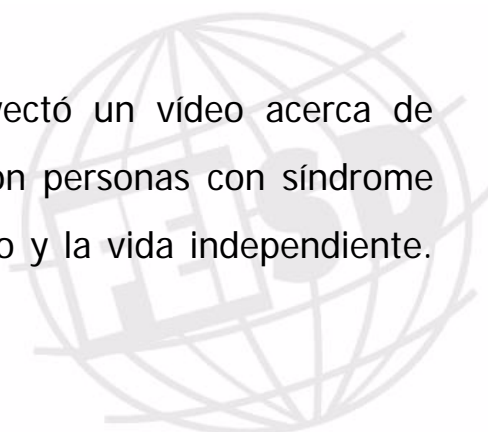 yectó un vídeo acerca de
on personas con síndrome
o y la vida independiente.
FEISD